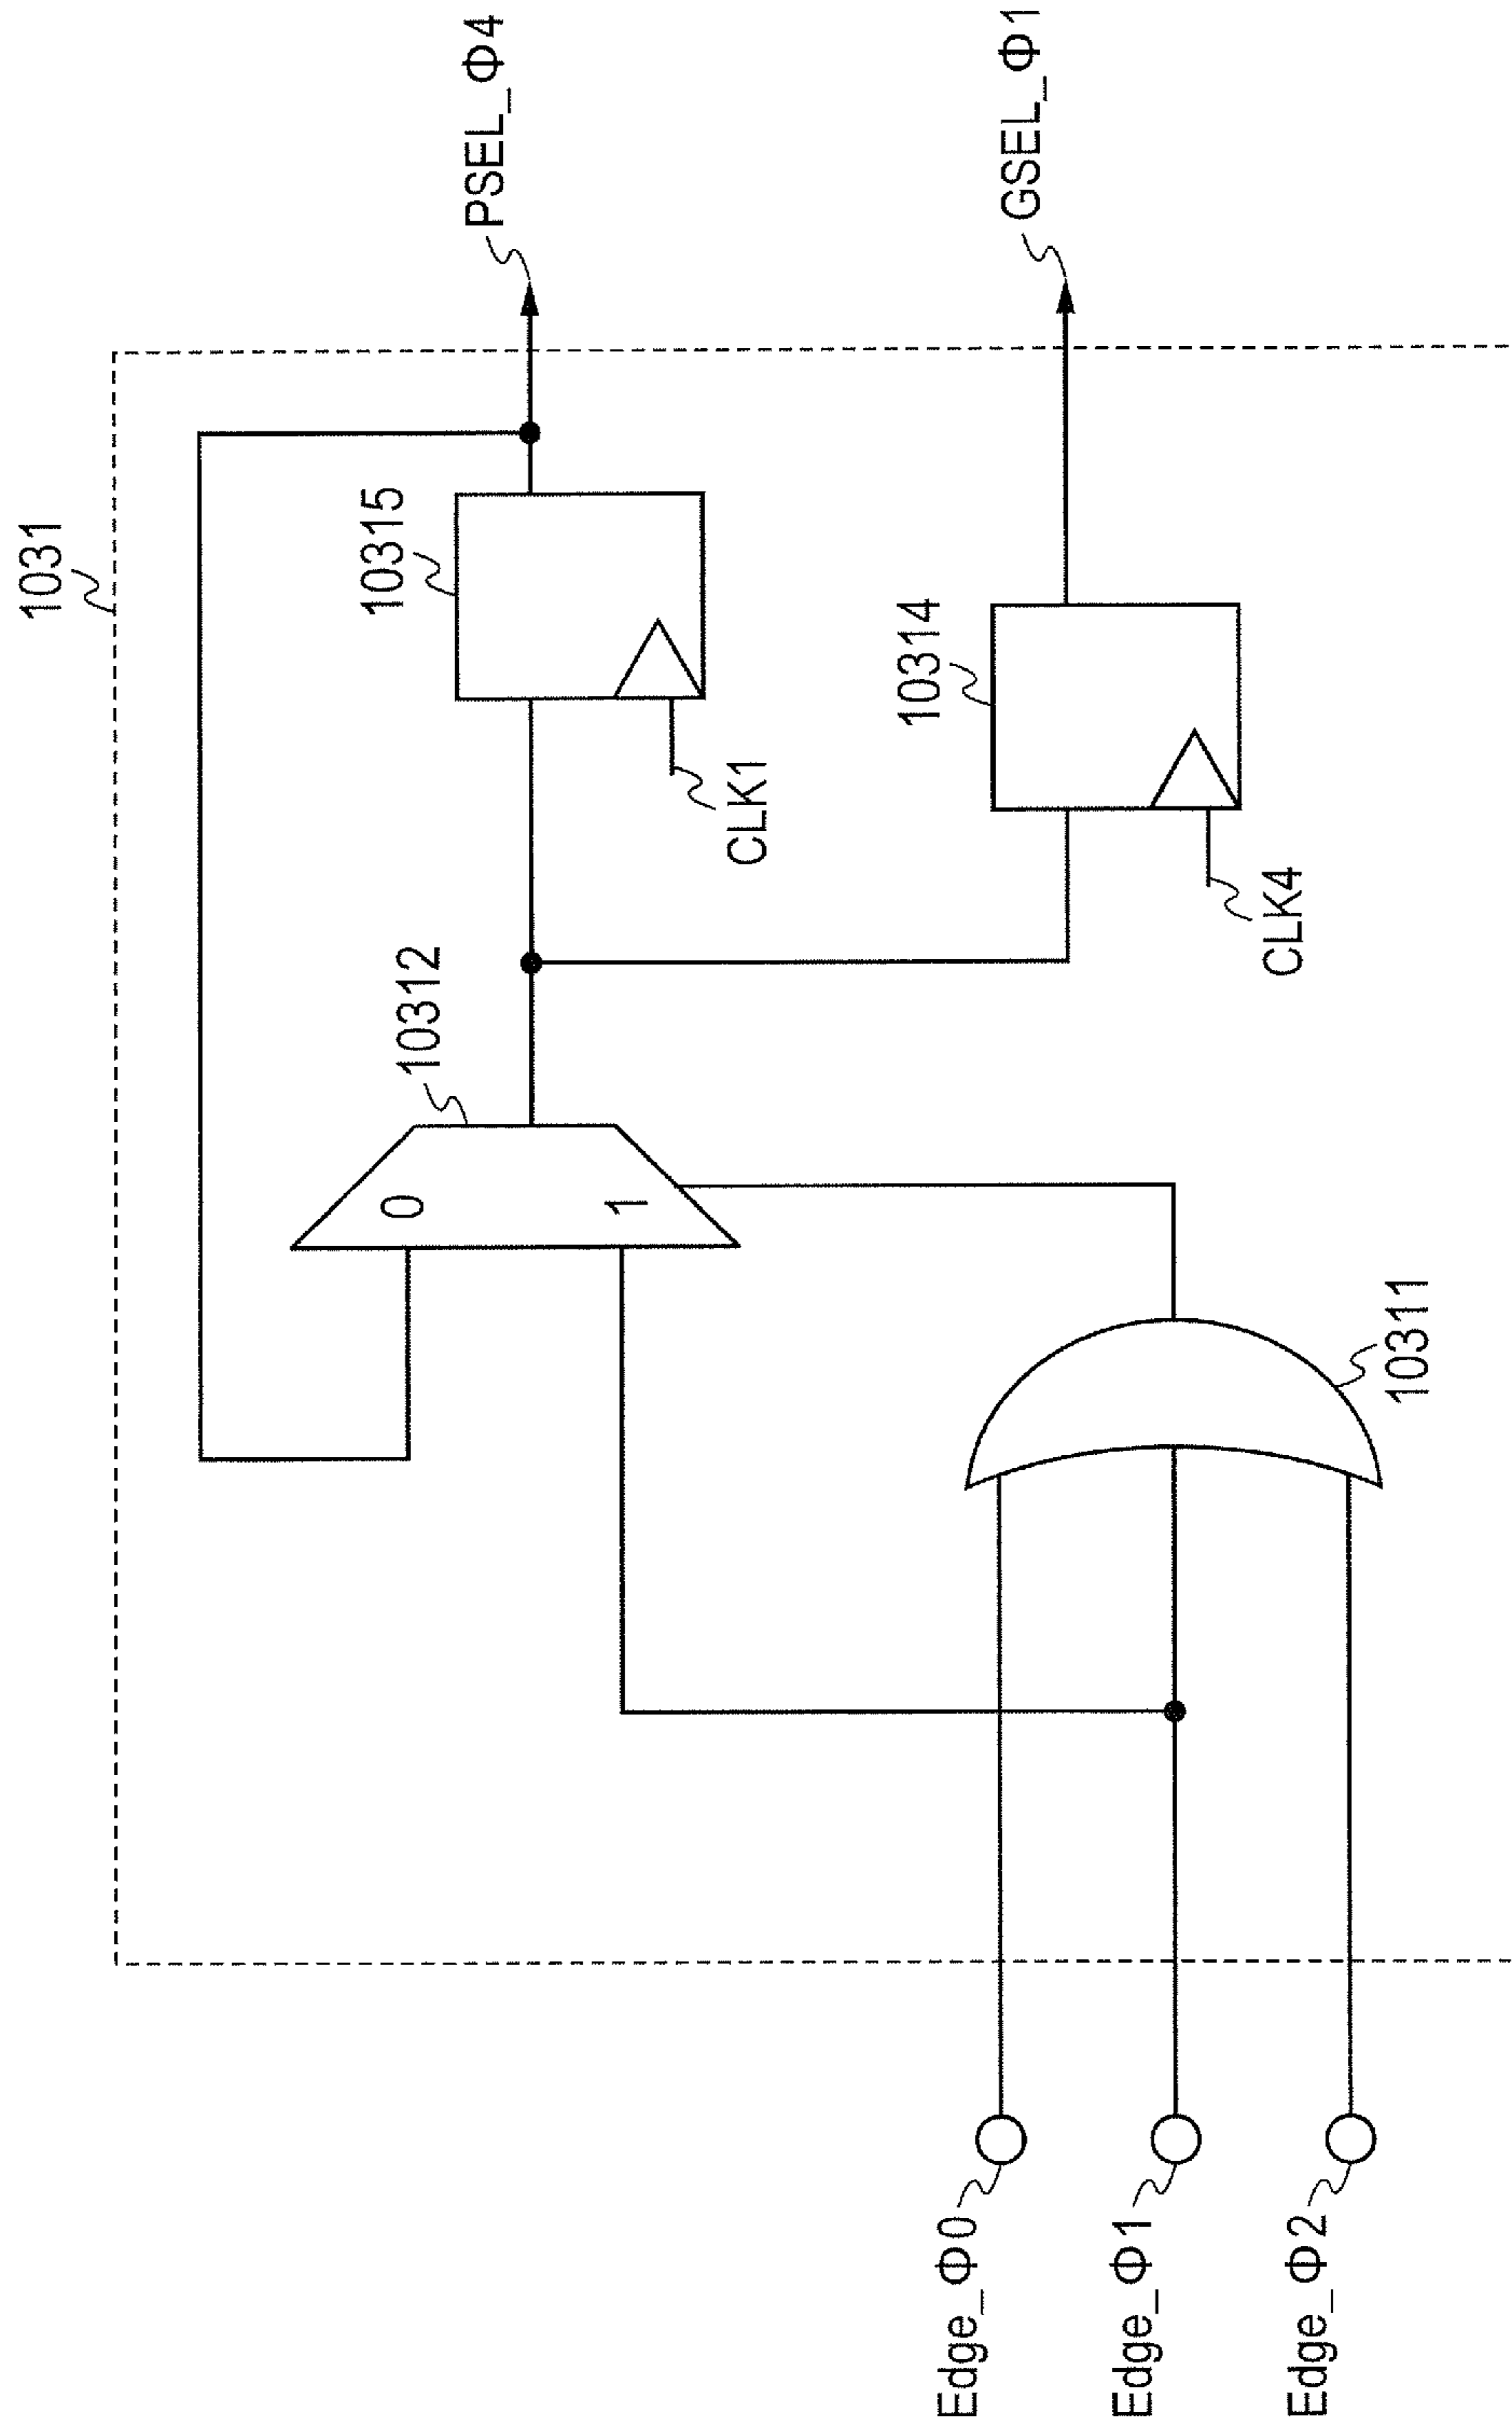 1031
10315
PSEL_Φ4
10312
CLK1
0
1
10314
GSEL_Φ1
CLK4
Edge_Φ0
Edge_Φ1
Edge_Φ2
10311